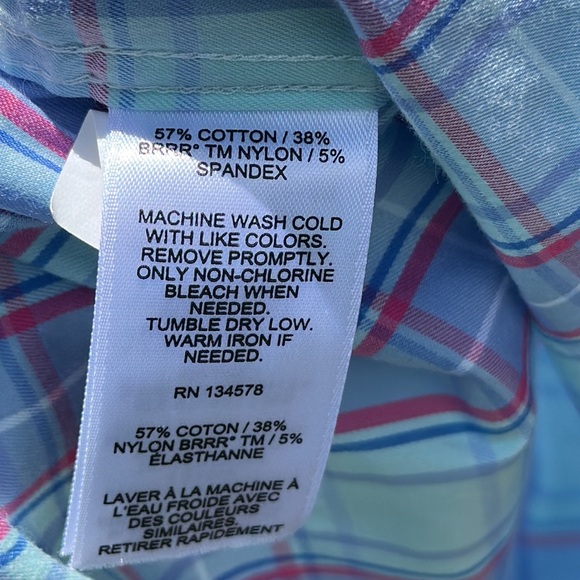 57% COTTON / 38%
BRRR° TM NYLON / 5%
SPANDEX
MACHINE WASH COLD
WITH LIKE COLORS.
REMOVE PROMPTLY.
ONLY NON-CHLORINE
BLEACH WHEN
NEEDED.
TUMBLE DRY LOW.
WARM IRON IF
NEEDED.
RN 134578
57% COTON / 38%
NYLON BRRR° TM / 5%
ÉLASTHANNE
LAVER À LA MACHINE À
L'EAU FROIDE AVEC
DES COULEURS
SIMILAIRES.
RETIRER RAPIDEMENT